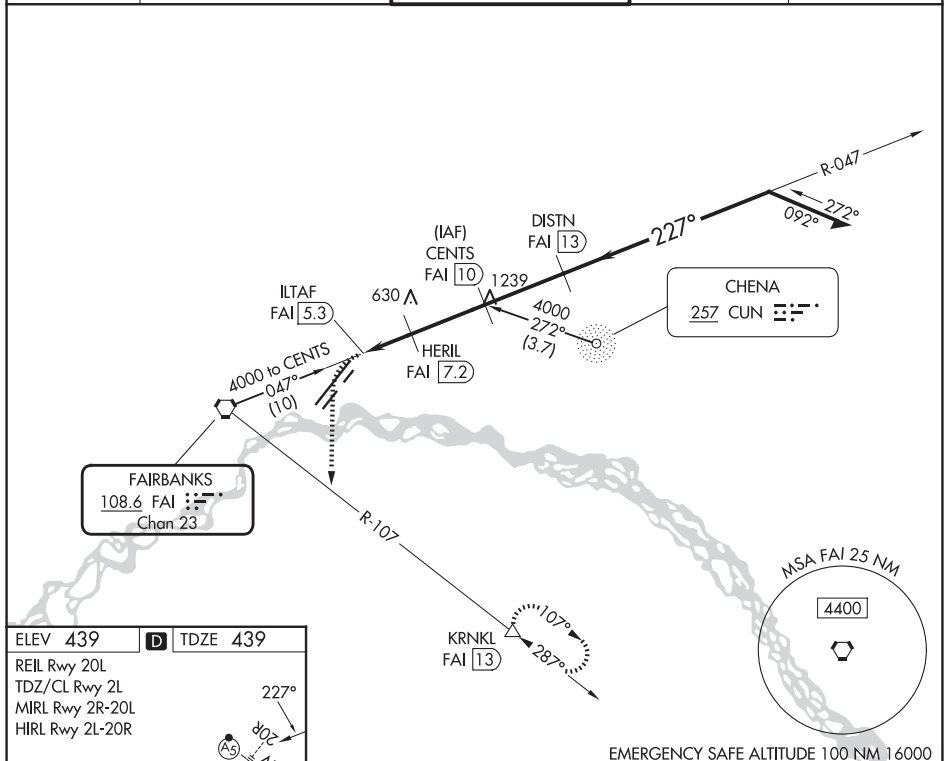 R-047
272°
092°
227°
DISTN
FAI 13
(IAF)
CENTS
FAI 10
1239
630
ILTAF
FAI 5.3
HERIL
FAI 7.2
4000
272°
(3.7)
CHENA
257 CUN
4000 to CENTS
047°
(10)
FAIRBANKS
108.6 FAI
Chan 23
R-107
KRNKL
FAI 13
107°
287°
MSA FAI 25 NM
4400
ELEV 439 D TDZE 439
REIL Rwy 20L
TDZ/CL Rwy 2L
MIRL Rwy 2R-20L
HIRL Rwy 2L-20R
227°
20R
A5
EMERGENCY SAFE ALTITUDE 100 NM 16000